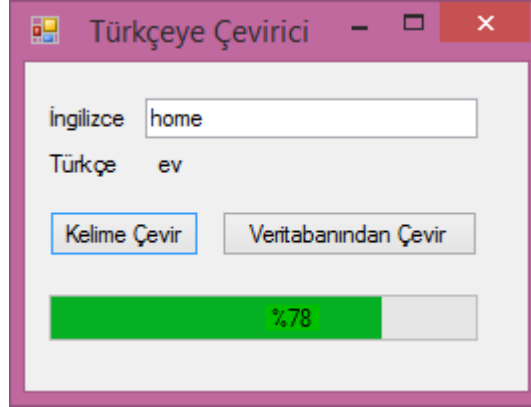 Türkçeye Çevirici
İngilizce home
Türkçe ev
Kelime Çevir Veritabanından Çevir
%78